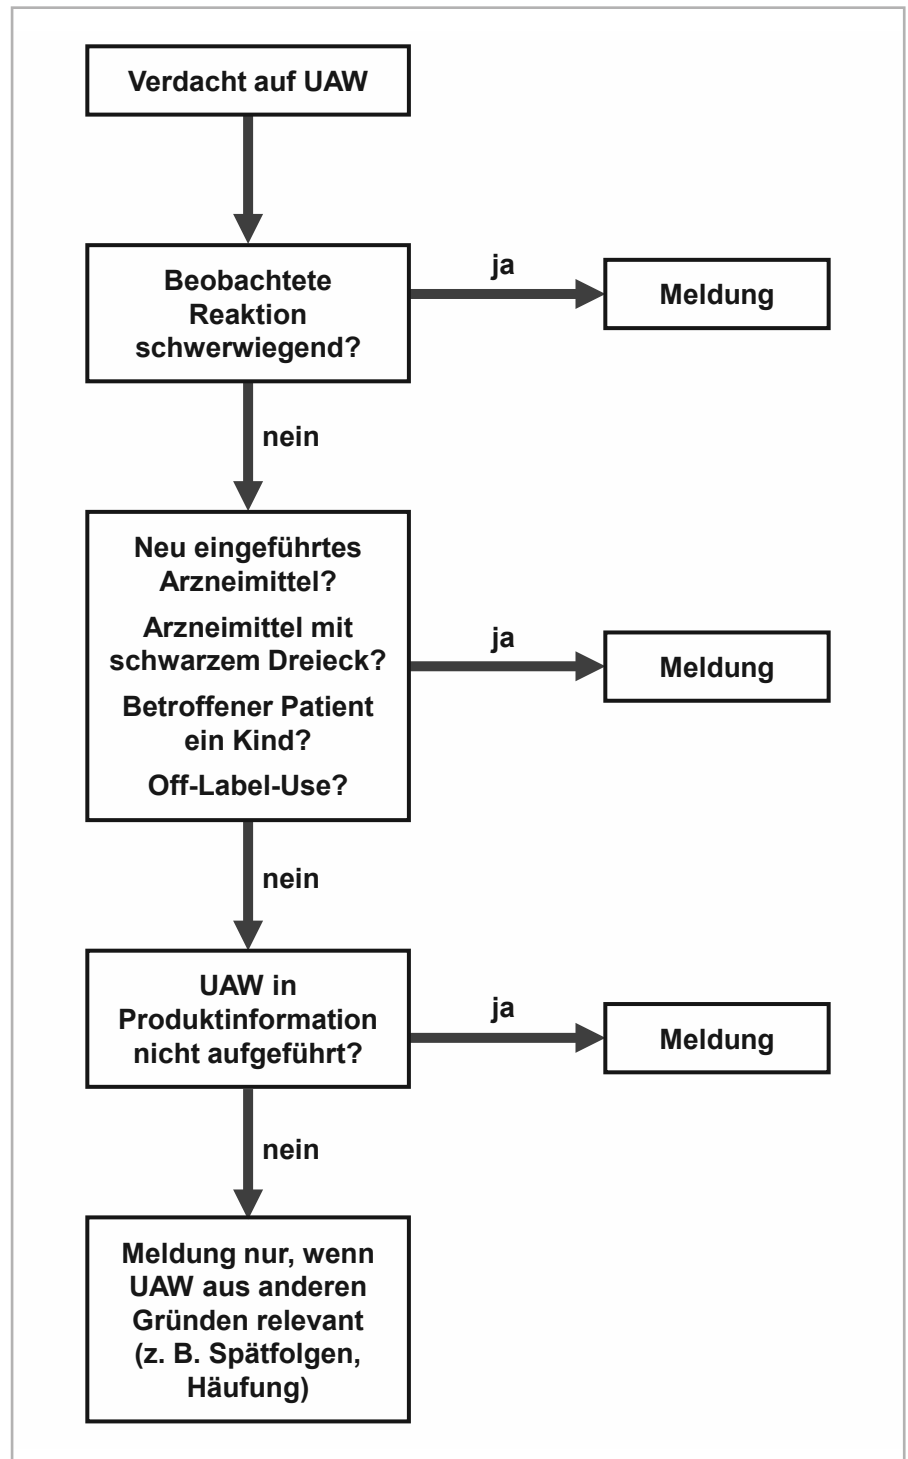 Verdacht auf UAW
Beobachtete
Reaktion
schwerwiegend?
ja
Meldung
nein
Neu eingeführtes
Arzneimittel?
Arzneimittel mit
schwarzem Dreieck?
Betroffener Patient
ein Kind?
Off-Label-Use?
ja
Meldung
nein
UAW in
Produktinformation
nicht aufgeführt?
ja
Meldung
nein
Meldung nur, wenn
UAW aus anderen
Gründen relevant
(z. B. Spätfolgen,
Häufung)